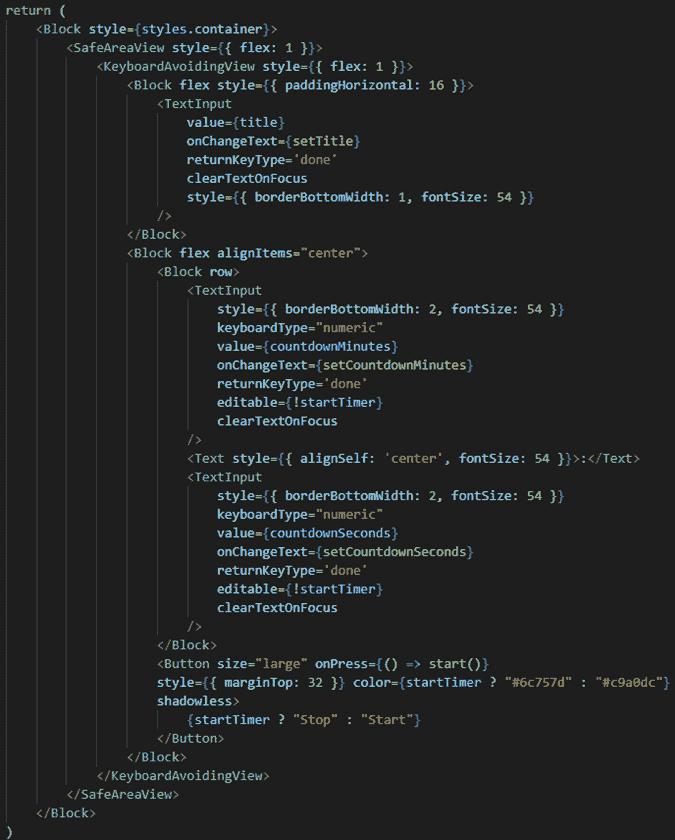 return (
<Block style={styles.container}>
<SafeAreaView style={{ flex: 1 }}>
<KeyboardAvoidingView style={{ flex: 1 }}>
<Block flex style={{ paddingHorizontal: 16 }}>
<TextInput
value={title}
onChangeText={setTitle}
returnKeyType='done'
clearTextOnFocus
style={{ borderBottomWidth: 1, fontSize: 54 }}
/>
</Block>
<Block flex alignItems="center">
<Block row>
<TextInput
style={{ borderBottomWidth: 2, fontSize: 54 }}
keyboardType="numeric"
value={countdownMinutes}
onChangeText={setCountdownMinutes}
returnKeyType='done'
editable={!startTimer}
clearTextOnFocus
/>
<Text style={{ alignSelf: 'center', fontSize: 54 }}>:</Text>
<TextInput
style={{ borderBottomWidth: 2, fontSize: 54 }}
keyboardType="numeric"
value={countdownSeconds}
onChangeText={setCountdownSeconds}
returnKeyType='done'
editable={!startTimer}
clearTextOnFocus
/>
</Block>
<Button size="large" onPress={() => start()}
style={{ marginTop: 32 }} color={startTimer ? "#6c757d" : "#c9a0dc"}
shadowless>
{startTimer ? "Stop" : "Start"}
</Button>
</Block>
</KeyboardAvoidingView>
</SafeAreaView>
</Block>
)